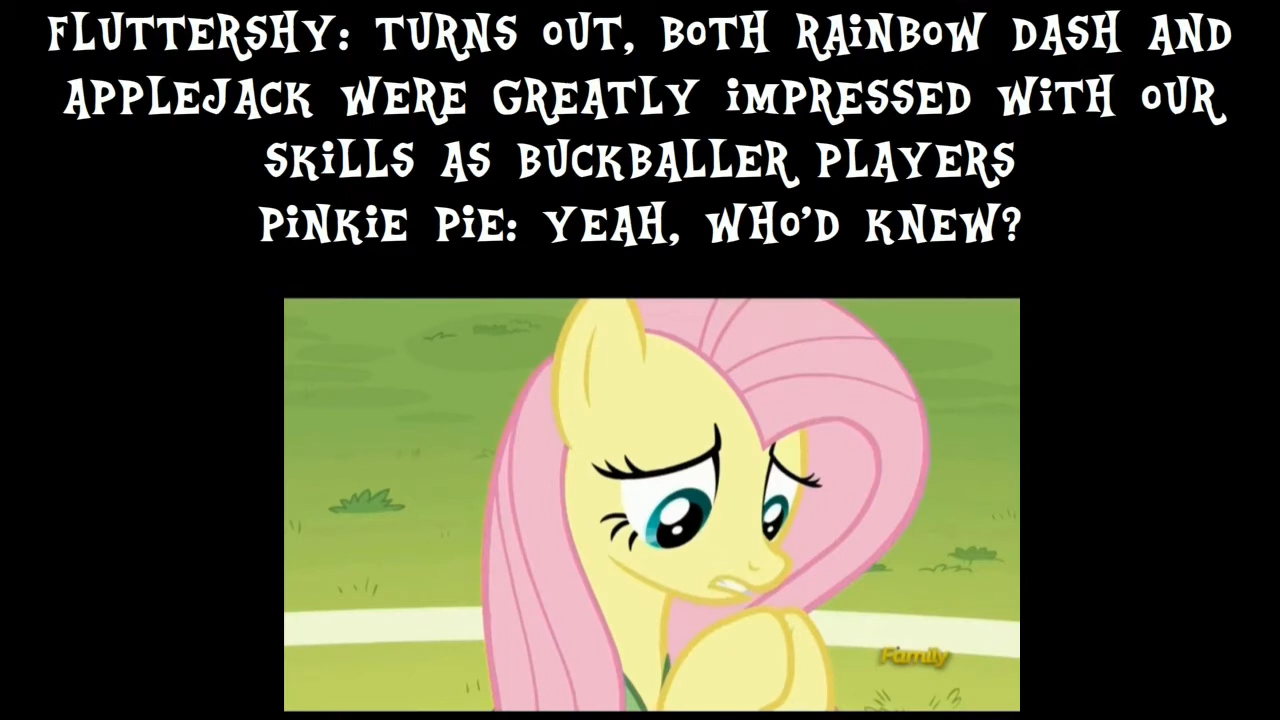 FLUTTERSHY: TURNS OUT, BOTH RAINBOW DASH AND
APPLEJACK WERE GREATLY IMPRESSED WITH OUR
SKILLS AS BUCKBALLER PLAYERS
PINKIE PIE: YEAH, WHO'D KNEW?
Family